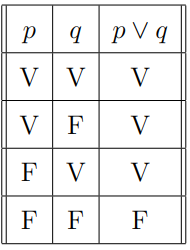 p q p ∨ q
V V V
V F V
F V V
F F F